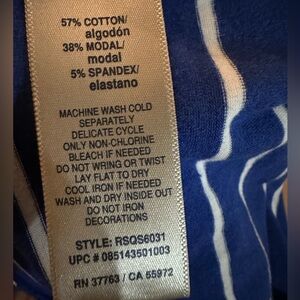 57% COTTON/
algodón
38% MODAL/
modal
5% SPANDEX/
elastano
MACHINE WASH COLD
SEPARATELY
DELICATE CYCLE
ONLY NON-CHLORINE
BLEACH IF NEEDED
DO NOT WRING OR TWIST
LAY FLAT TO DRY
COOL IRON IF NEEDED
WASH AND DRY INSIDE OUT
DO NOT IRON
DECORATIONS
STYLE: RSQS6031
UPC # 085143501003
RN 37763 / CA 55972